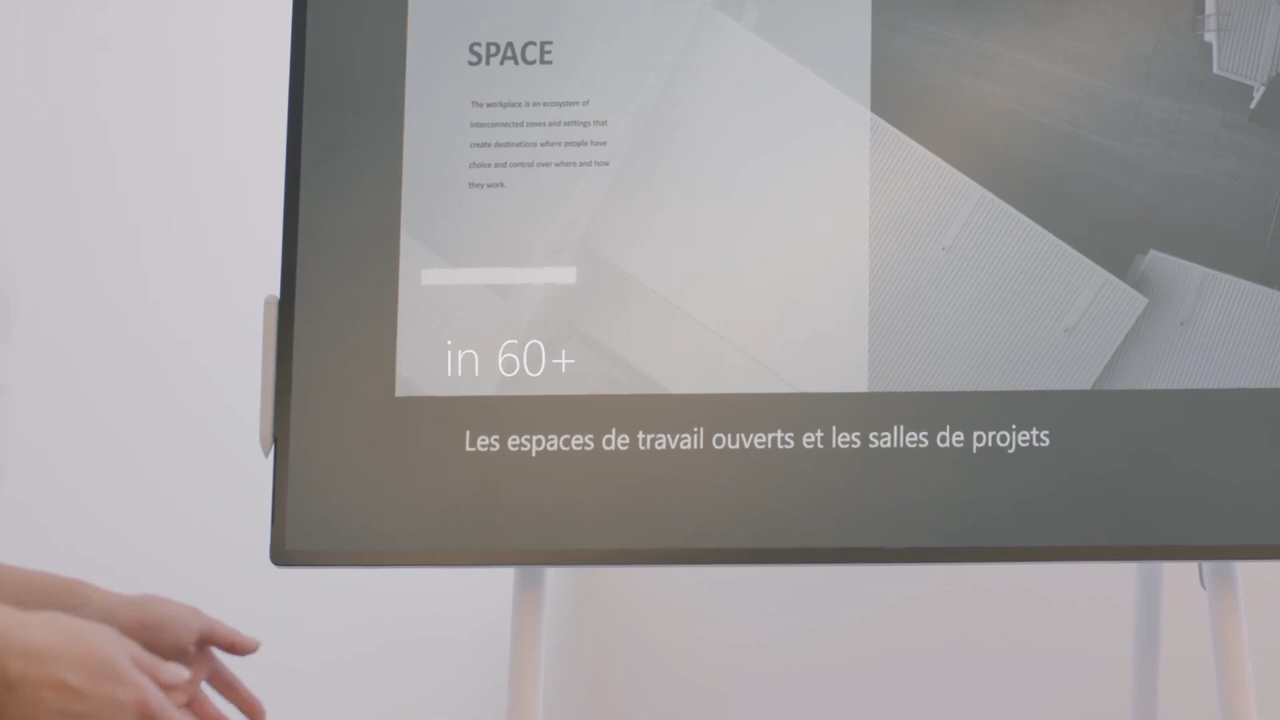 SPACE
The workplace is an ecosystem of
interconnected zones and settings that
create destinations where people have
choice and control over where and how
they work.
in 60+
Les espaces de travail ouverts et les salles de projets